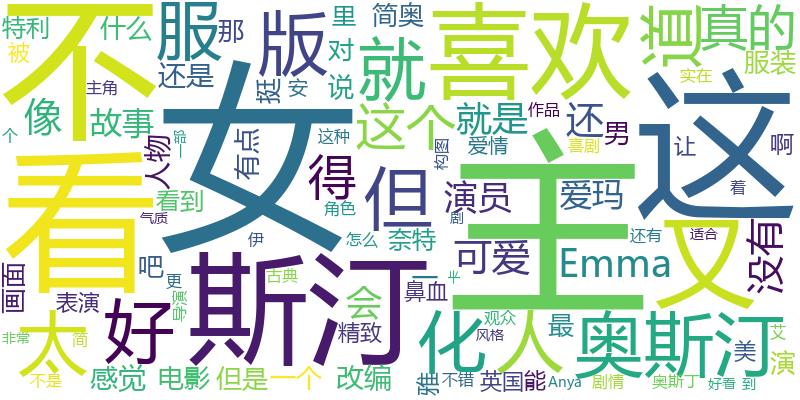 特利
什么
服
那
版
里
简奥
喜欢
温
真的
不
被
还是
对
就
服装
像
主角
挺
安
说
实在
故事
个
一部
女
这个
就是
作品
还
男
这
让
啊
人物
有点
这种
爱情
喜剧
构图
看
看到
得
但
演员
爱玛
着
没有
气质
角色
剧
主
又
还有
适合
画面
吧
伊
怎么
奈特
可爱
Emma
更
斯汀
古典
一
半
表演
导演
好
会
鼻血
化
观众
人
最
奥斯汀
艾
非常
太
简
精致
风格
美
演
不是
感觉
电影
但是
一个
改编
雅
不错
英国
能
Anya
剧情
奥斯丁
好看
到